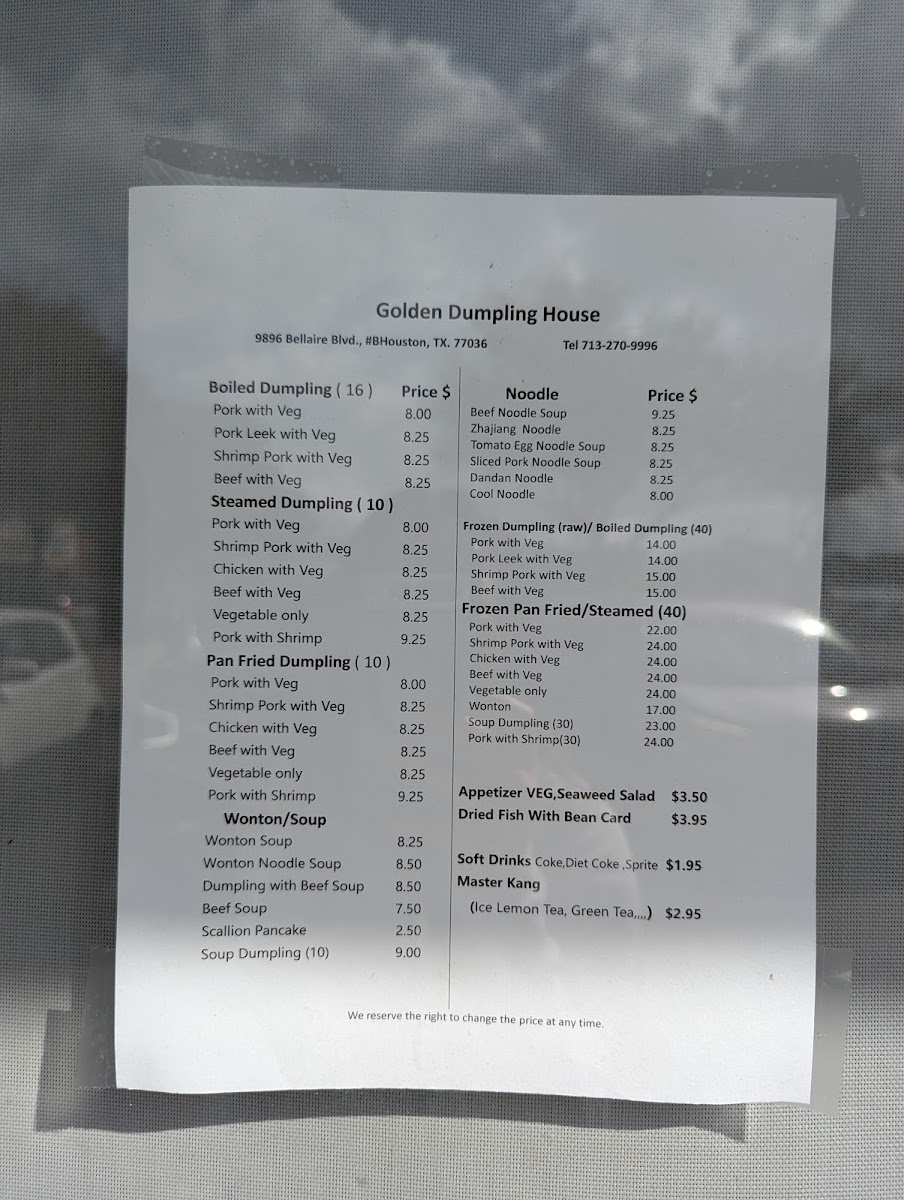 Golden Dumpling House
9896 Bellaire Blvd., #BHouston, TX. 77036 Tel 713-270-9996
Boiled Dumpling ( 16 ) Price $
Pork with Veg 8.00
Pork Leek with Veg 8.25
Shrimp Pork with Veg 8.25
Beef with Veg 8.25
Steamed Dumpling ( 10 )
Pork with Veg 8.00
Shrimp Pork with Veg 8.25
Chicken with Veg 8.25
Beef with Veg 8.25
Vegetable only 8.25
Pork with Shrimp 9.25
Pan Fried Dumpling ( 10 )
Pork with Veg 8.00
Shrimp Pork with Veg 8.25
Chicken with Veg 8.25
Beef with Veg 8.25
Vegetable only 8.25
Pork with Shrimp 9.25
Wonton/Soup
Wonton Soup 8.25
Wonton Noodle Soup 8.50
Dumpling with Beef Soup 8.50
Beef Soup 7.50
Scallion Pancake 2.50
Soup Dumpling (10) 9.00
Noodle Price $
Beef Noodle Soup 9.25
Zhajiang Noodle 8.25
Tomato Egg Noodle Soup 8.25
Sliced Pork Noodle Soup 8.25
Dandan Noodle 8.25
Cool Noodle 8.00
Frozen Dumpling (raw)/ Boiled Dumpling (40)
Pork with Veg 14.00
Pork Leek with Veg 14.00
Shrimp Pork with Veg 15.00
Beef with Veg 15.00
Frozen Pan Fried/Steamed (40)
Pork with Veg 22.00
Shrimp Pork with Veg 24.00
Chicken with Veg 24.00
Beef with Veg 24.00
Vegetable only 24.00
Wonton 17.00
Soup Dumpling (30) 23.00
Pork with Shrimp(30) 24.00
Appetizer VEG,Seaweed Salad $3.50
Dried Fish With Bean Card $3.95
Soft Drinks Coke,Diet Coke ,Sprite $1.95
Master Kang
(Ice Lemon Tea, Green Tea,,,,) $2.95
We reserve the right to change the price at any time.